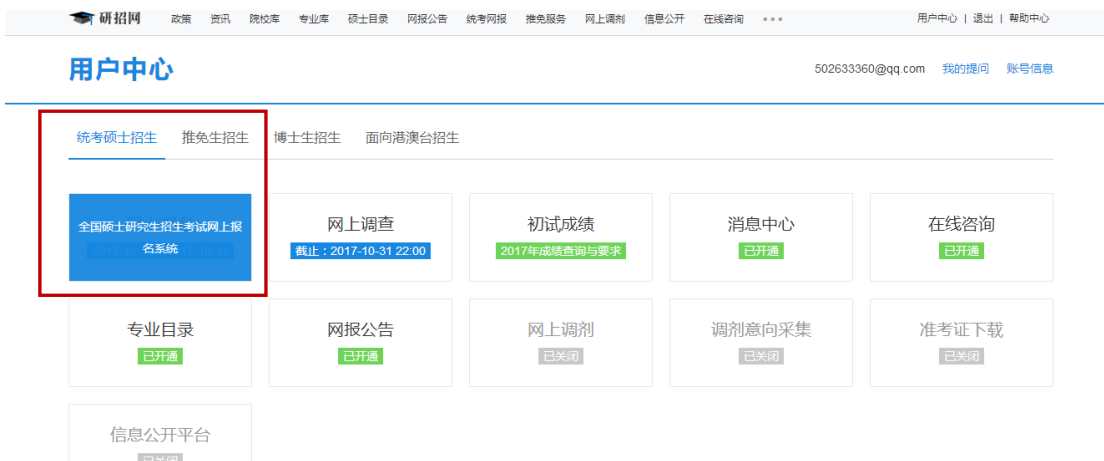 研招网 政策 资讯 院校库 专业库 硕士目录 网报公告 统考网报 推免服务 网上调剂 信息公开 在线咨询 用户中心 | 退出 | 帮助中心
用户中心
502633360@qq.com 我的提问 账号信息
统考硕士招生 推免生招生 博士生招生 面向港澳台招生
全国硕士研究生招生考试网上报
名系统
网上调查
截止：2017-10-31 22:00
初试成绩
2017年成绩查询与要求
消息中心
已开通
在线咨询
已开通
专业目录
已开通
网报公告
已开通
网上调剂
已关闭
调剂意向采集
已关闭
准考证下载
已关闭
信息公开平台
已关闭